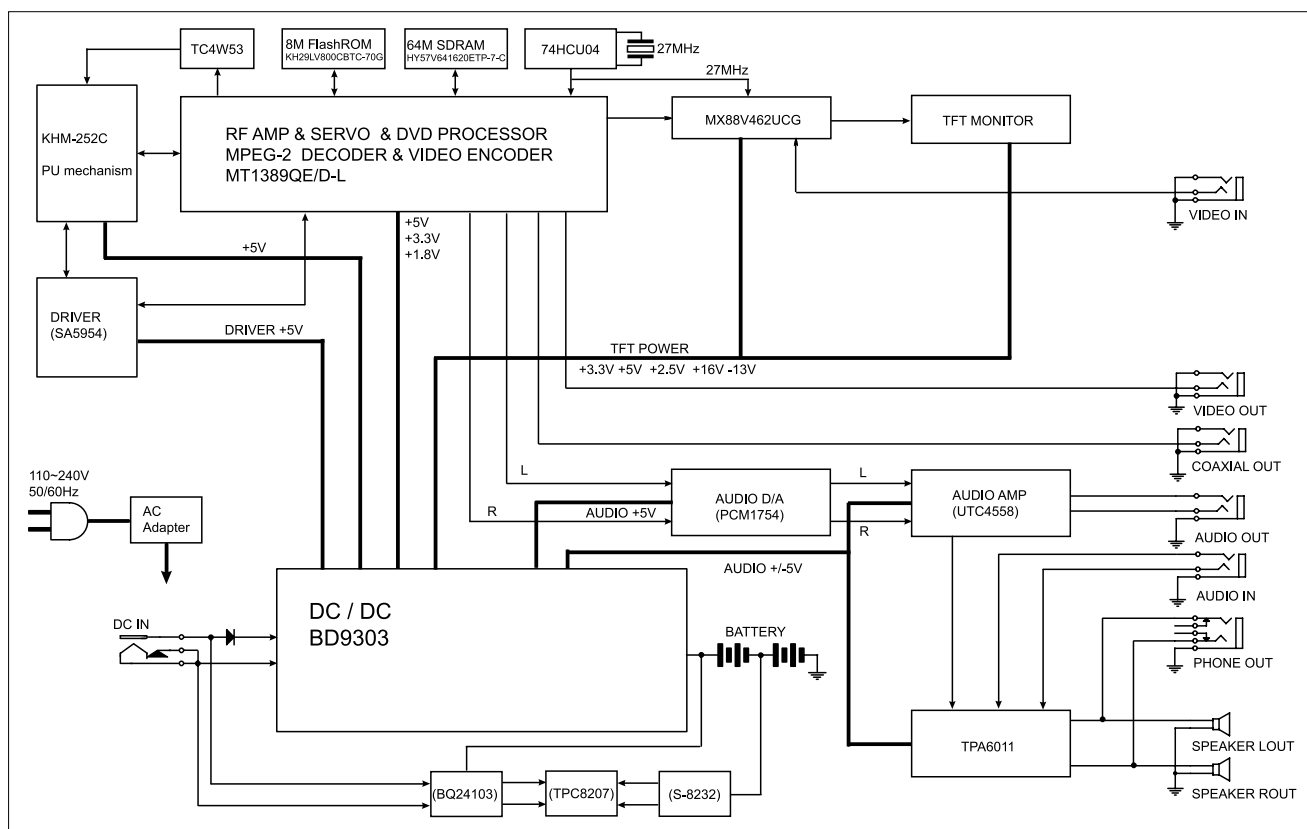 TC4W53
8M FlashROM
KH29LV800CBTC-70G
64M SDRAM
HY57V641620ETP-7-C
74HCU04
27MHz
27MHz
KHM-252C
PU mechanism
RF AMP & SERVO & DVD PROCESSOR
MPEG-2 DECODER & VIDEO ENCODER
MT1389QE/D-L
MX88V462UCG
TFT MONITOR
VIDEO IN
+5V
+5V
+3.3V
+1.8V
DRIVER
(SA5954)
DRIVER +5V
TFT POWER
+3.3V +5V +2.5V +16V -13V
VIDEO OUT
COAXIAL OUT
110~240V
50/60Hz
AC
Adapter
L
R
AUDIO +5V
AUDIO D/A
(PCM1754)
L
R
AUDIO AMP
(UTC4558)
AUDIO OUT
AUDIO +/-5V
AUDIO IN
DC / DC
BD9303
DC IN
BATTERY
PHONE OUT
TPA6011
SPEAKER LOUT
SPEAKER ROUT
(BQ24103)
(TPC8207)
(S-8232)